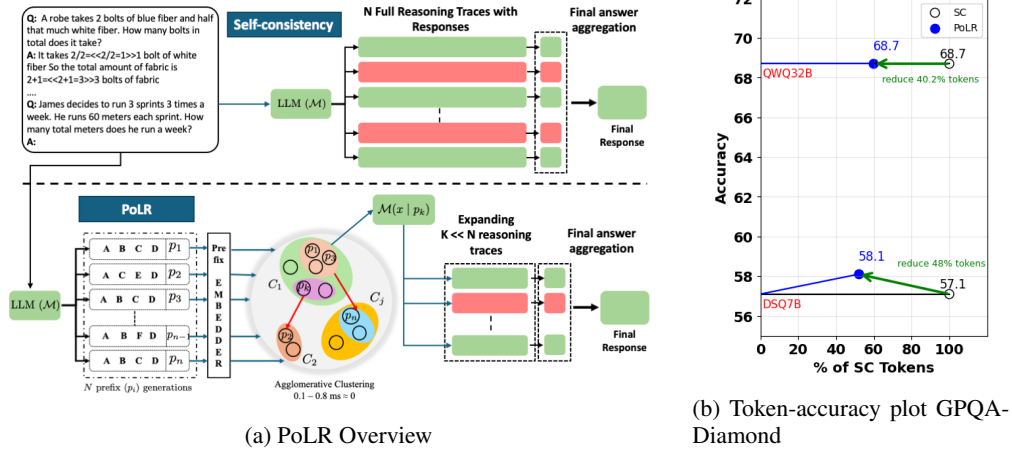 Q: A robe takes 2 bolts of blue fiber and half
that much white fiber. How many bolts in
total does it take?
A: It takes 2/2=<<2/2=1>>1 bolt of white
fiber So the total amount of fabric is
2+1=<<2+1=3>>3 bolts of fabric
....
Q: James decides to run 3 sprints 3 times a
week. He runs 60 meters each sprint. How
many total meters does he run a week?
A:
Self-consistency
LLM (M)
N Full Reasoning Traces with
Responses
Final answer
aggregation
Final
Response
PoLR
LLM (M)
A B C D p1
A C E D p2
A B C D p3
A B F D pn−
A B C D pn
N prefix (pi) generations
Pre
fix
E
M
B
E
D
D
E
R
p1
p3
C1
pk
Cj
pn
p2
C2
Agglomerative Clustering
0.1 – 0.8 ms ≈ 0
M(x | pk)
Expanding
K << N reasoning
traces
Final answer
aggregation
Final
Response
(a) PoLR Overview
72
70
68
66
64
62
60
58
56
Accuracy
SC
PoLR
68.7
68.7
QWQ32B
reduce 40.2% tokens
58.1
reduce 48% tokens
57.1
DSQ7B
0 20 40 60 80 100
% of SC Tokens
(b) Token-accuracy plot GPQA-
Diamond